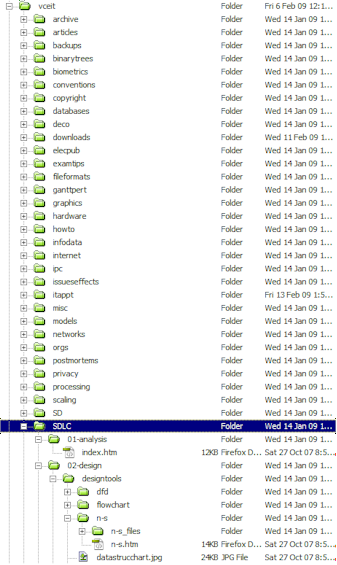 vceit Folder Fri 6 Feb 09 12:1...
archive Folder Wed 14 Jan 09 1...
articles Folder Wed 14 Jan 09 1...
backups Folder Wed 14 Jan 09 1...
binarytrees Folder Wed 14 Jan 09 1...
biometrics Folder Wed 14 Jan 09 1...
conventions Folder Wed 14 Jan 09 1...
copyright Folder Wed 14 Jan 09 1...
databases Folder Wed 14 Jan 09 1...
deco Folder Wed 14 Jan 09 1...
downloads Folder Wed 11 Feb 09 1...
elecpub Folder Wed 14 Jan 09 1...
examtips Folder Wed 14 Jan 09 1...
fileformats Folder Wed 14 Jan 09 1...
ganttpert Folder Wed 14 Jan 09 1...
graphics Folder Wed 14 Jan 09 1...
hardware Folder Wed 14 Jan 09 1...
howto Folder Wed 14 Jan 09 1...
infodata Folder Wed 14 Jan 09 1...
internet Folder Wed 14 Jan 09 1...
ipc Folder Wed 14 Jan 09 1...
issueseffects Folder Wed 14 Jan 09 1...
itappt Folder Fri 13 Feb 09 1:5...
misc Folder Wed 14 Jan 09 1...
models Folder Wed 14 Jan 09 1...
networks Folder Wed 14 Jan 09 1...
orgs Folder Wed 14 Jan 09 1...
postmortems Folder Wed 14 Jan 09 1...
privacy Folder Wed 14 Jan 09 1...
processing Folder Wed 14 Jan 09 1...
scaling Folder Wed 14 Jan 09 1...
SD Folder Wed 14 Jan 09 1...
SDLC Folder Wed 14 Jan 09 1...
01-analysis Folder Wed 14 Jan 09 1...
index.htm 12KB Firefox D... Sat 27 Oct 07 8:5...
02-design Folder Wed 14 Jan 09 1...
designtools Folder Wed 14 Jan 09 1...
dfd Folder Wed 14 Jan 09 1...
flowchart Folder Wed 14 Jan 09 1...
n-s Folder Wed 14 Jan 09 1...
n-s_files Folder Wed 14 Jan 09 1...
n-s.htm 14KB Firefox D... Sat 27 Oct 07 8:5...
datastrucchart.jpg 24KB JPG File Sat 27 Oct 07 8:5...